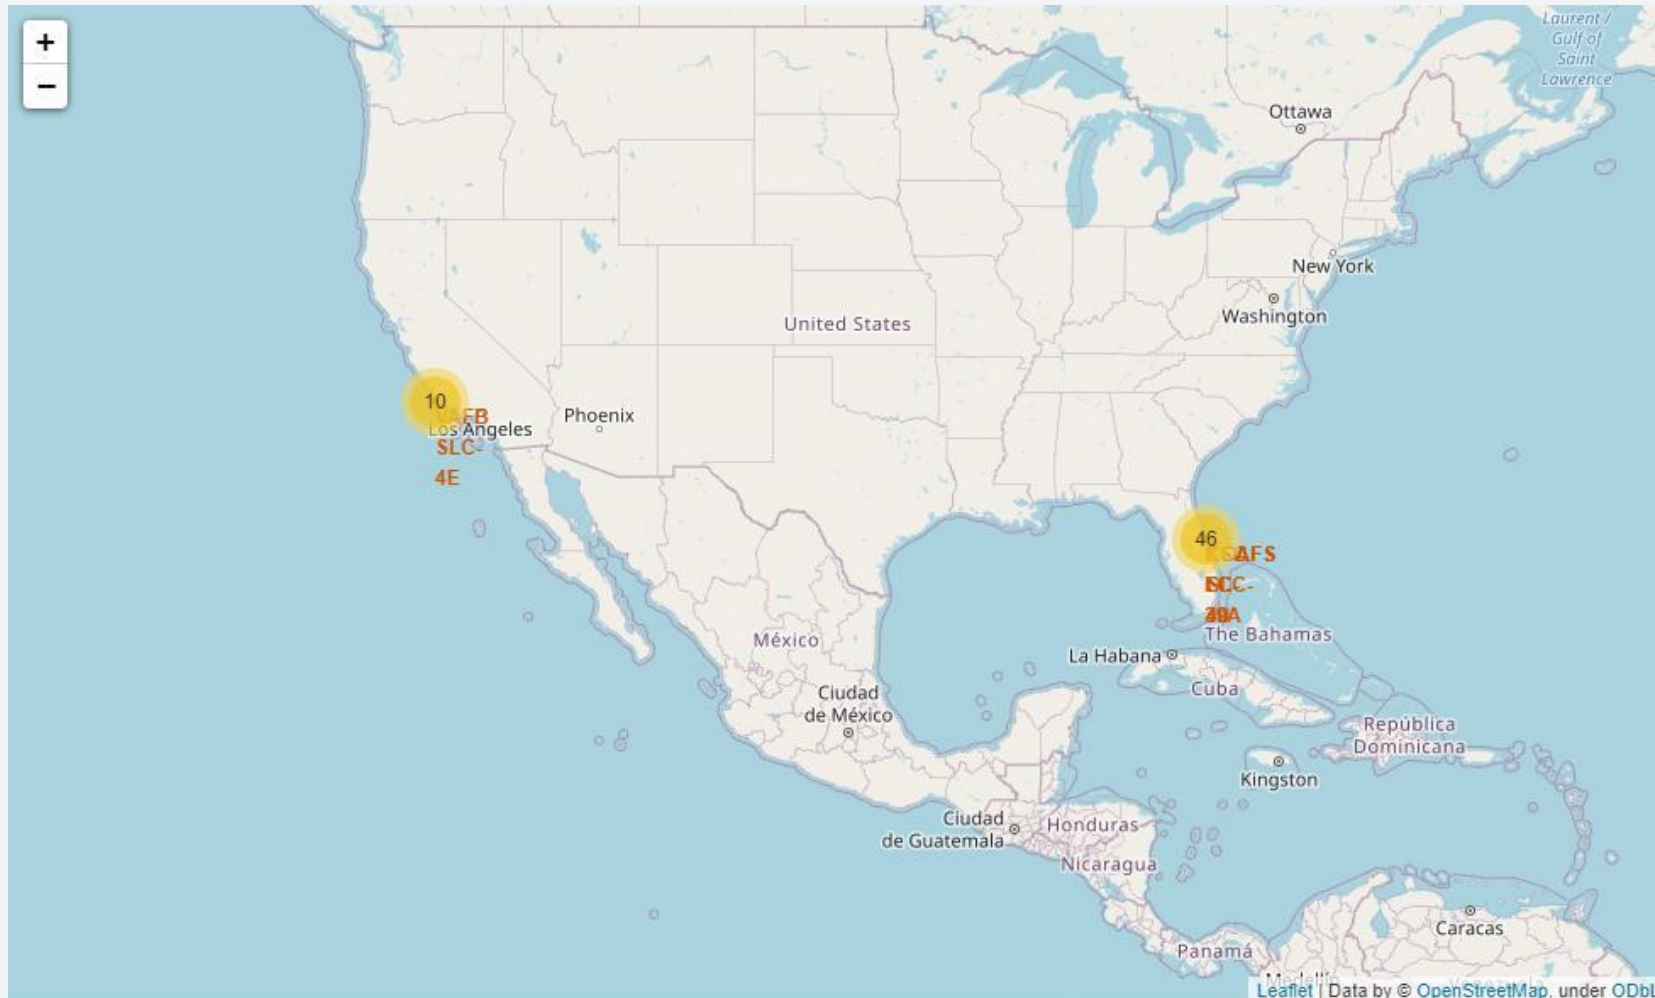 +
−
Laurent /
Gulf of
Saint
Lawrence
Ottawa
New York
Washington
United States
10
VAFB
Los Angeles
SLC-
4E
Phoenix
46
AFS
The Bahamas
La Habana
México
Cuba
Ciudad
de México
República
Dominicana
Kingston
Ciudad
de Guatemala
Honduras
Nicaragua
Caracas
Panamá
Medellín
Leaflet | Data by © OpenStreetMap, under ODbL